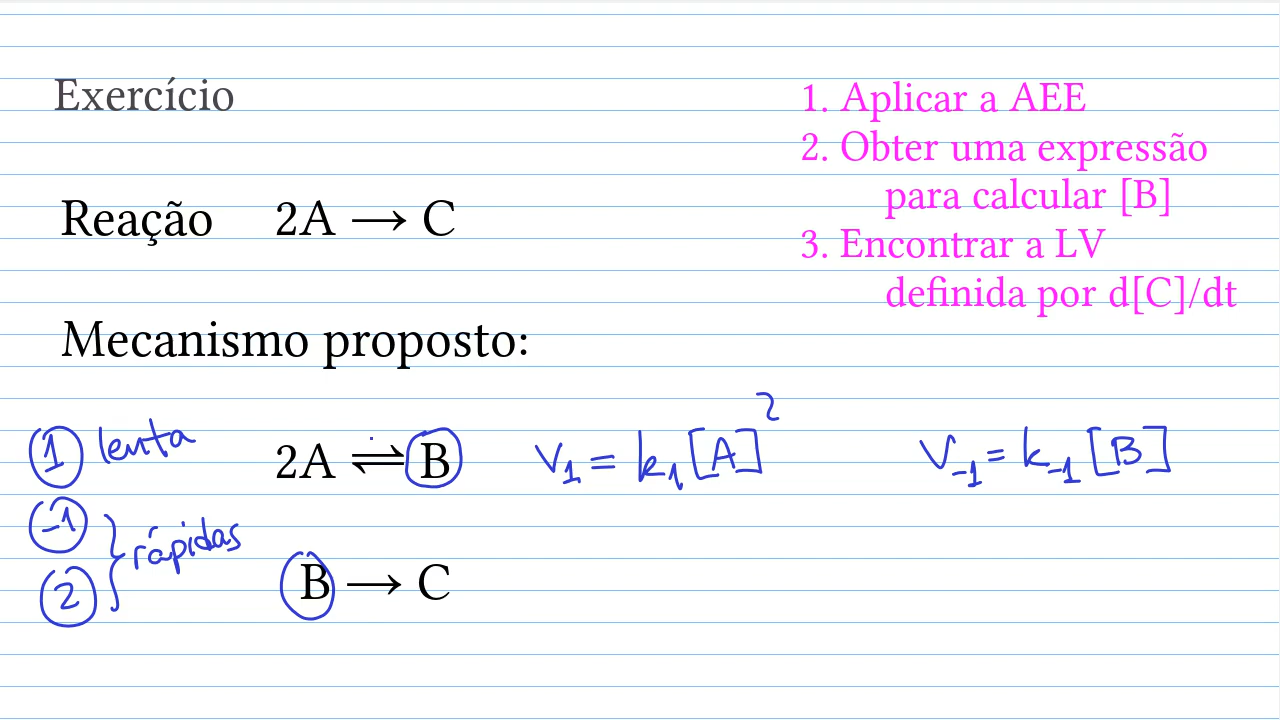 Exercício
1. Aplicar a AEE
2. Obter uma expressão
para calcular [B]
3. Encontrar a LV
definida por d[C]/dt
Reação 2A → C
Mecanismo proposto:
1 lenta 2A ⇌ B v₁ = k₁[A]² v₋₁ = k₋₁[B]
-1
2 } rápidas B → C